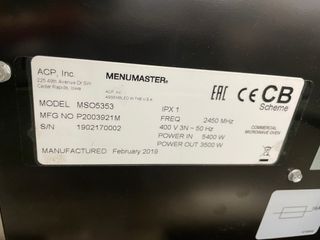 ACP, Inc.
225 49th Avenue Dr SW
Cedar Rapids, Iowa
MENUMASTER®
ACP, Inc.
ASSEMBLED IN THE U.S.A.
EAC CE CB
Scheme
MODEL MSO5353 IPX 1
MFG NO P2003921M FREQ 2450 MHz
S/N 1902170002 400 V 3N ~ 50 Hz
POWER IN 5400 W
POWER OUT 3500 W
COMMERCIAL
MICROWAVE OVEN
Manufactured February 2019